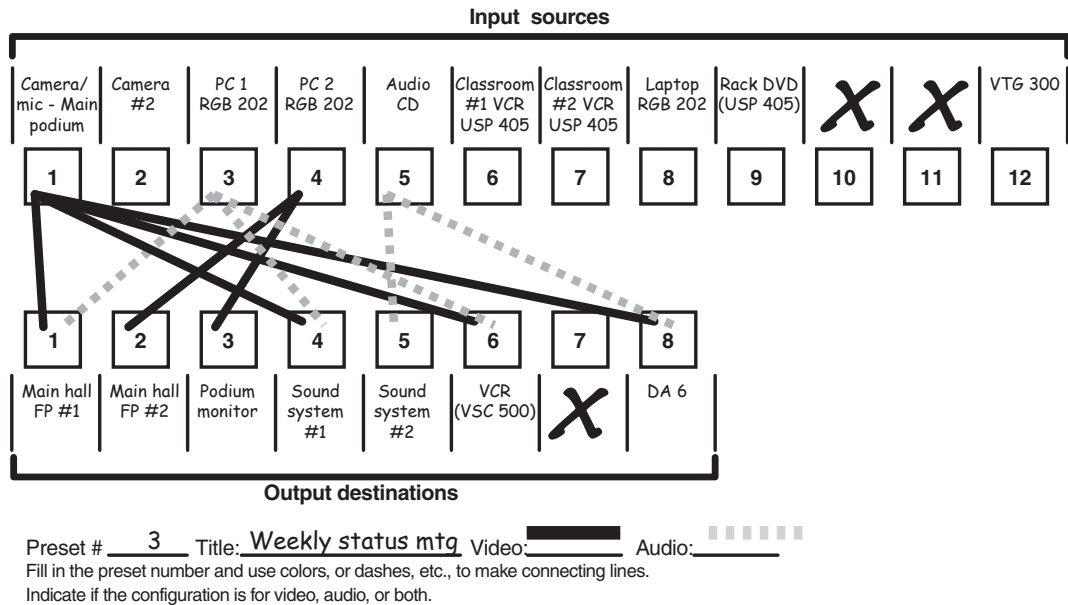 Input sources
Camera/ mic - Main podium
Camera #2
PC 1 RGB 202
PC 2 RGB 202
Audio CD
Classroom #1 VCR USP 405
Classroom #2 VCR USP 405
Laptop RGB 202
Rack DVD (USP 405)
X
X
VTG 300
1 2 3 4 5 6 7 8 9 10 11 12
1 2 3 4 5 6 7 8
Main hall FP #1
Main hall FP #2
Podium monitor
Sound system #1
Sound system #2
VCR (VSC 500)
X
DA 6
Output destinations
Preset # 3 Title: Weekly status mtg Video: Audio:
Fill in the preset number and use colors, or dashes, etc., to make connecting lines.
Indicate if the configuration is for video, audio, or both.